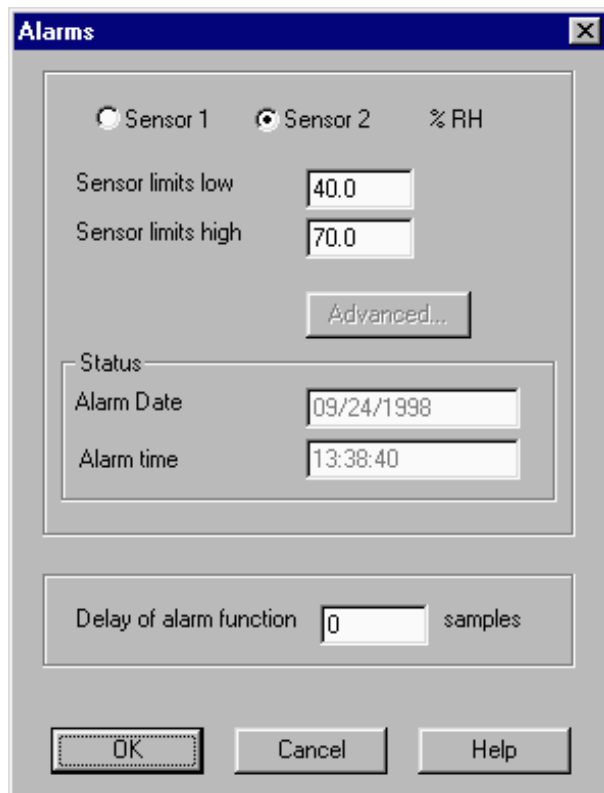 Alarms
Sensor 1 Sensor 2 % RH
Sensor limits low 40.0
Sensor limits high 70.0
Advanced...
Status
Alarm Date 09/24/1998
Alarm time 13:38:40
Delay of alarm function 0 samples
OK Cancel Help